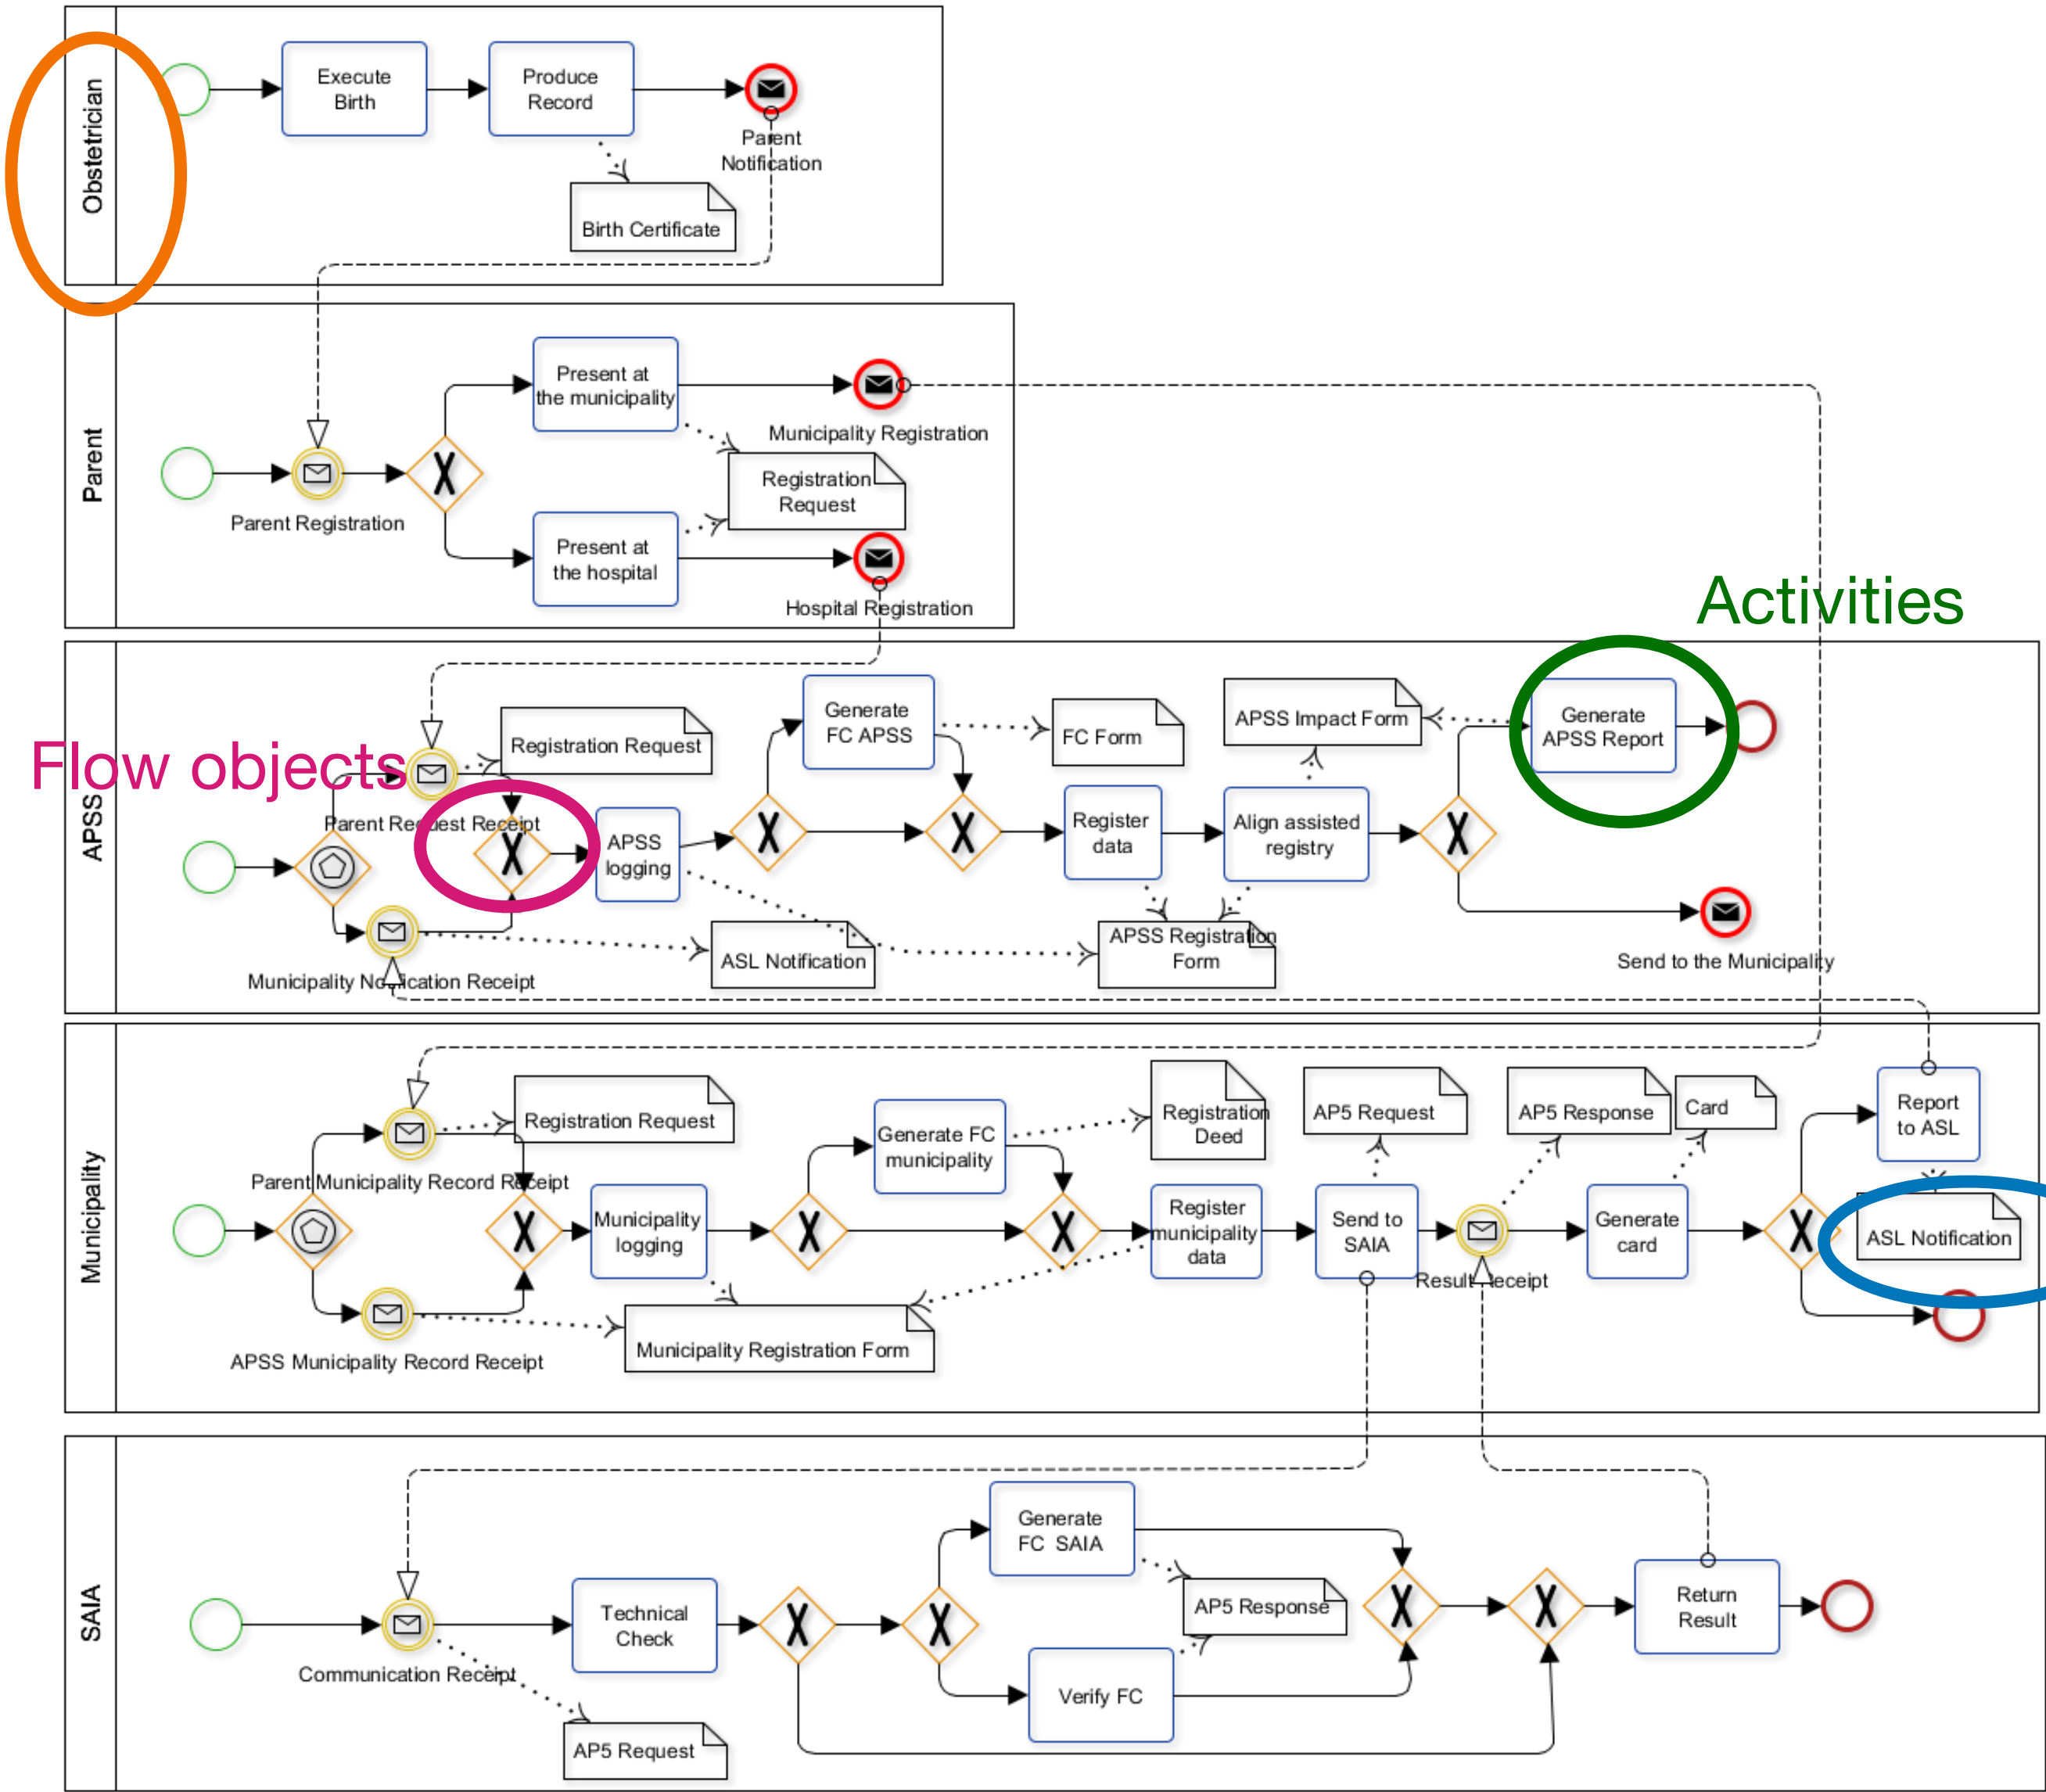 Obstetrician
Execute
Birth
Produce
Record
Parent
Notification
Birth Certificate
Parent
Parent Registration
Present at
the municipality
Municipality Registration
Registration
Request
Present at
the hospital
Hospital Registration
Activities
Flow objects
APSS
Parent Request Receipt
Registration Request
Municipality Notification Receipt
APSS
logging
Generate
FC APSS
FC Form
ASL Notification
Register
data
Align assisted
registry
APSS Impact Form
APSS Registration
Form
Generate
APSS Report
Send to the Municipality
Municipality
Parent Municipality Record Receipt
Registration Request
APSS Municipality Record Receipt
Municipality
logging
Municipality Registration Form
Generate FC
municipality
Registration
Deed
Register
municipality
data
AP5 Request
Send to
SAIA
AP5 Response
Result Receipt
Card
Generate
card
Report
to ASL
ASL Notification
SAIA
Communication Receipt
AP5 Request
Technical
Check
Generate
FC SAIA
AP5 Response
Verify FC
Return
Result